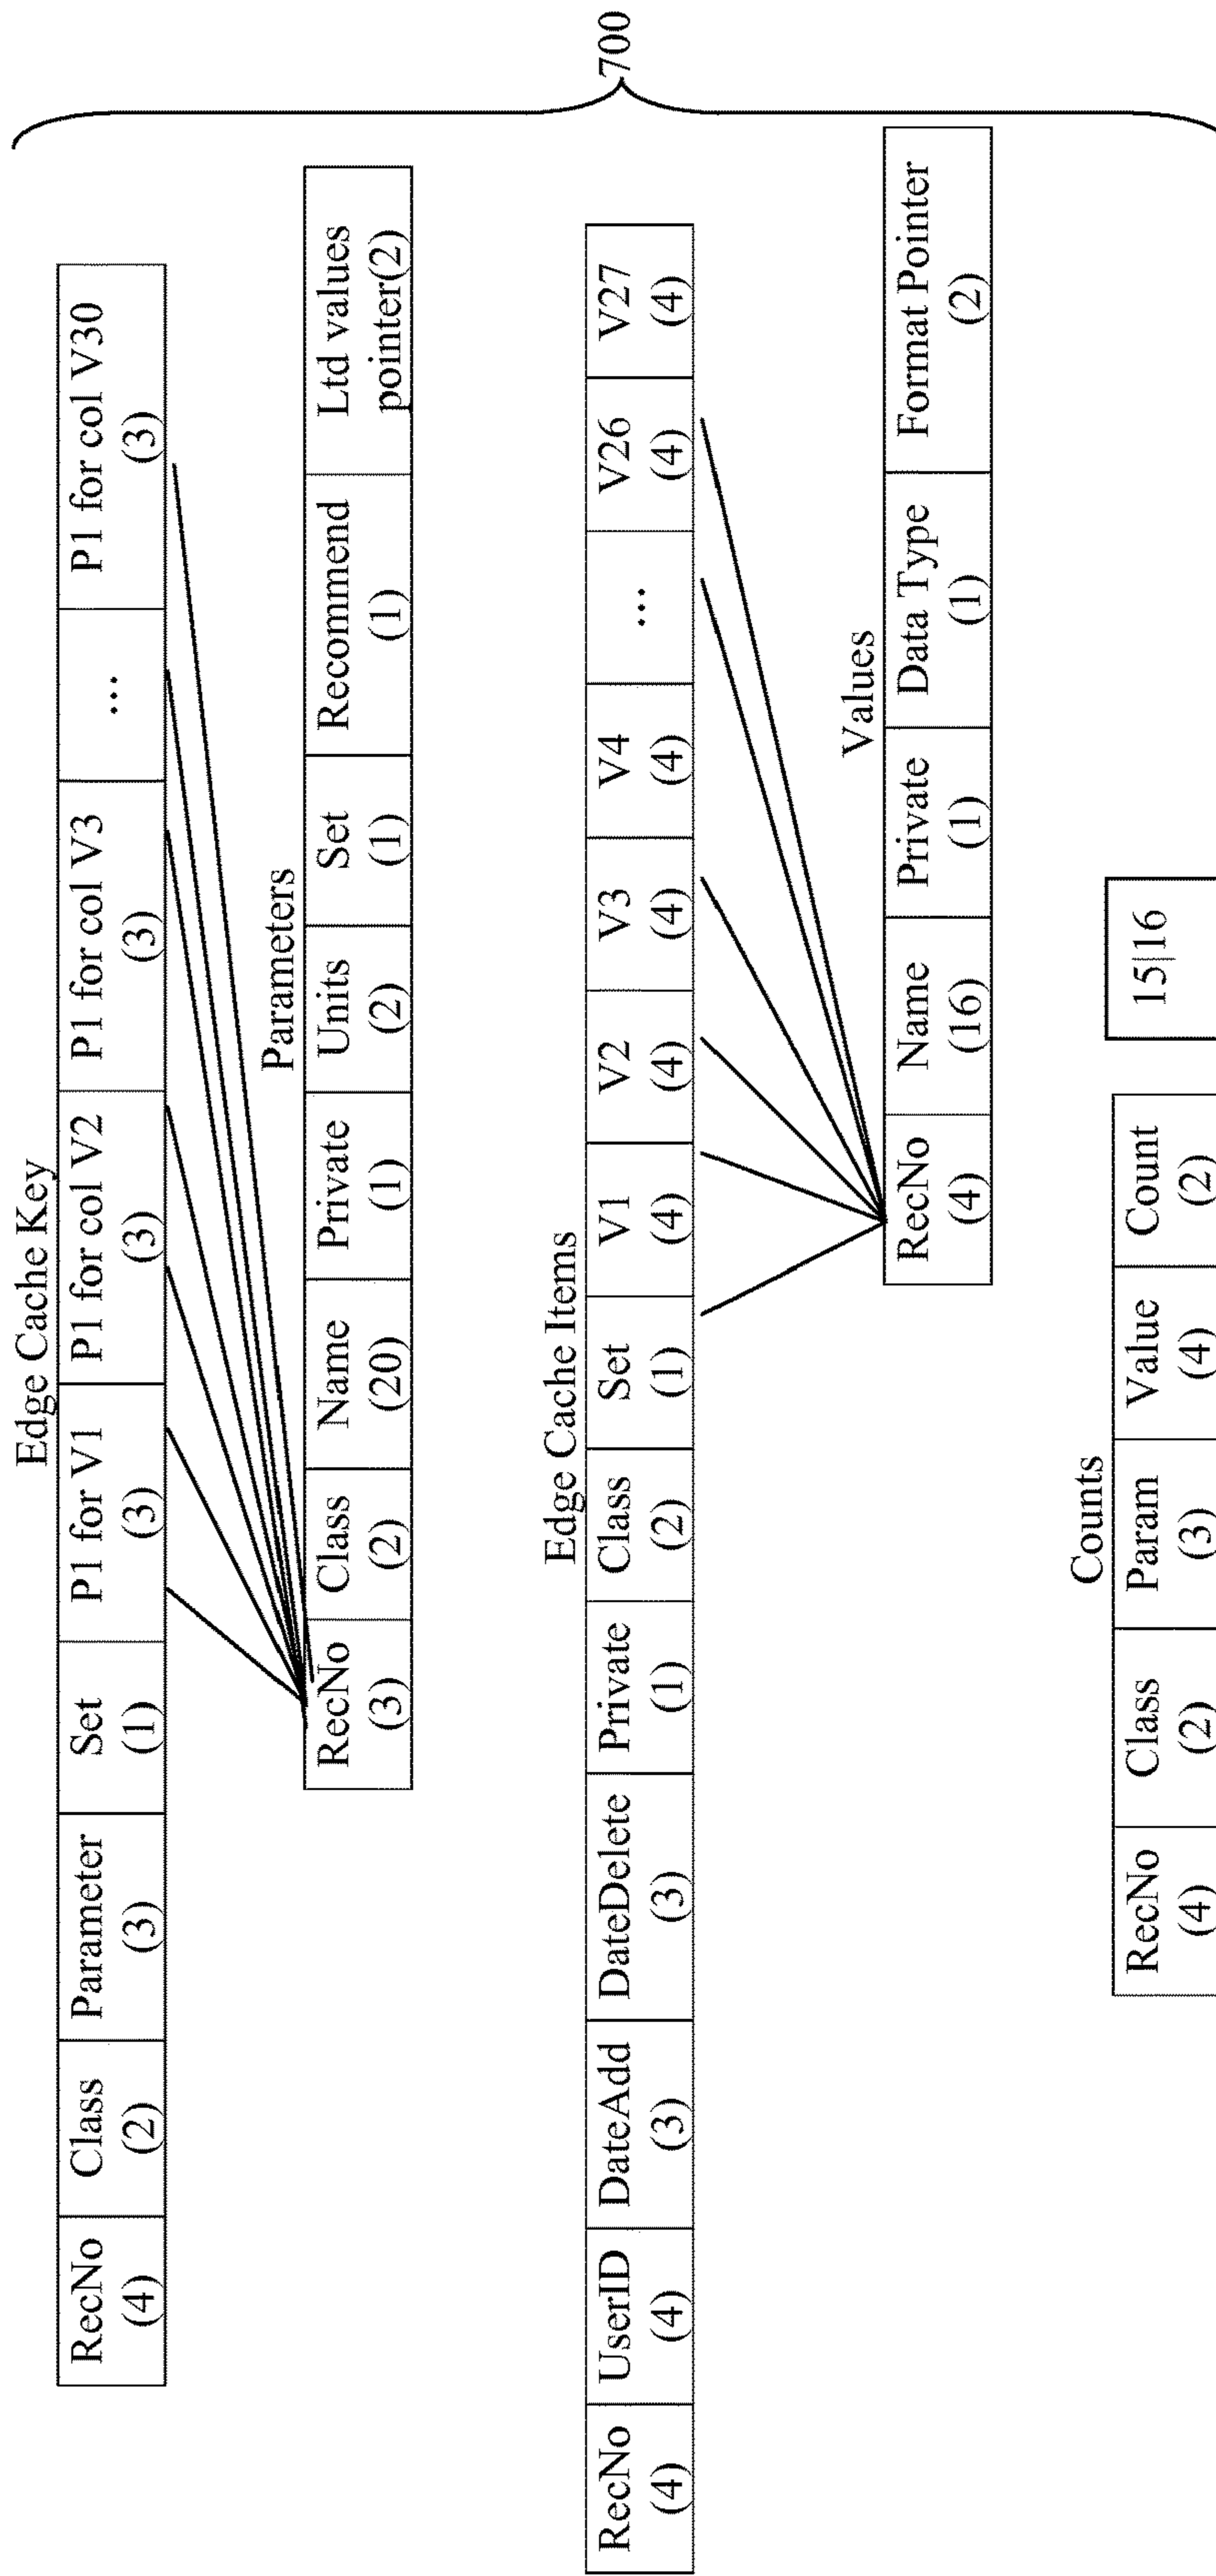 700
Edge Cache Key
RecNo (4) Class (2) Parameter (3) Set (1) P1 for V1 (3) P1 for col V2 (3) P1 for col V3 (3) ... P1 for col V30 (3)
Parameters
RecNo (3) Class (2) Name (20) Private (1) Units (2) Set (1) Recommend (1) Ltd values pointer(2)
Edge Cache Items
RecNo (4) UserID (4) DateAdd (3) DateDelete (3) Private (1) Class (2) Set (1) V1 (4) V2 (4) V3 (4) V4 (4) ... V26 (4) V27 (4)
Values
RecNo (4) Name (16) Private (1) Data Type (1) Format Pointer (2)
Counts
RecNo (4) Class (2) Param (3) Value (4) Count (2)
15|16